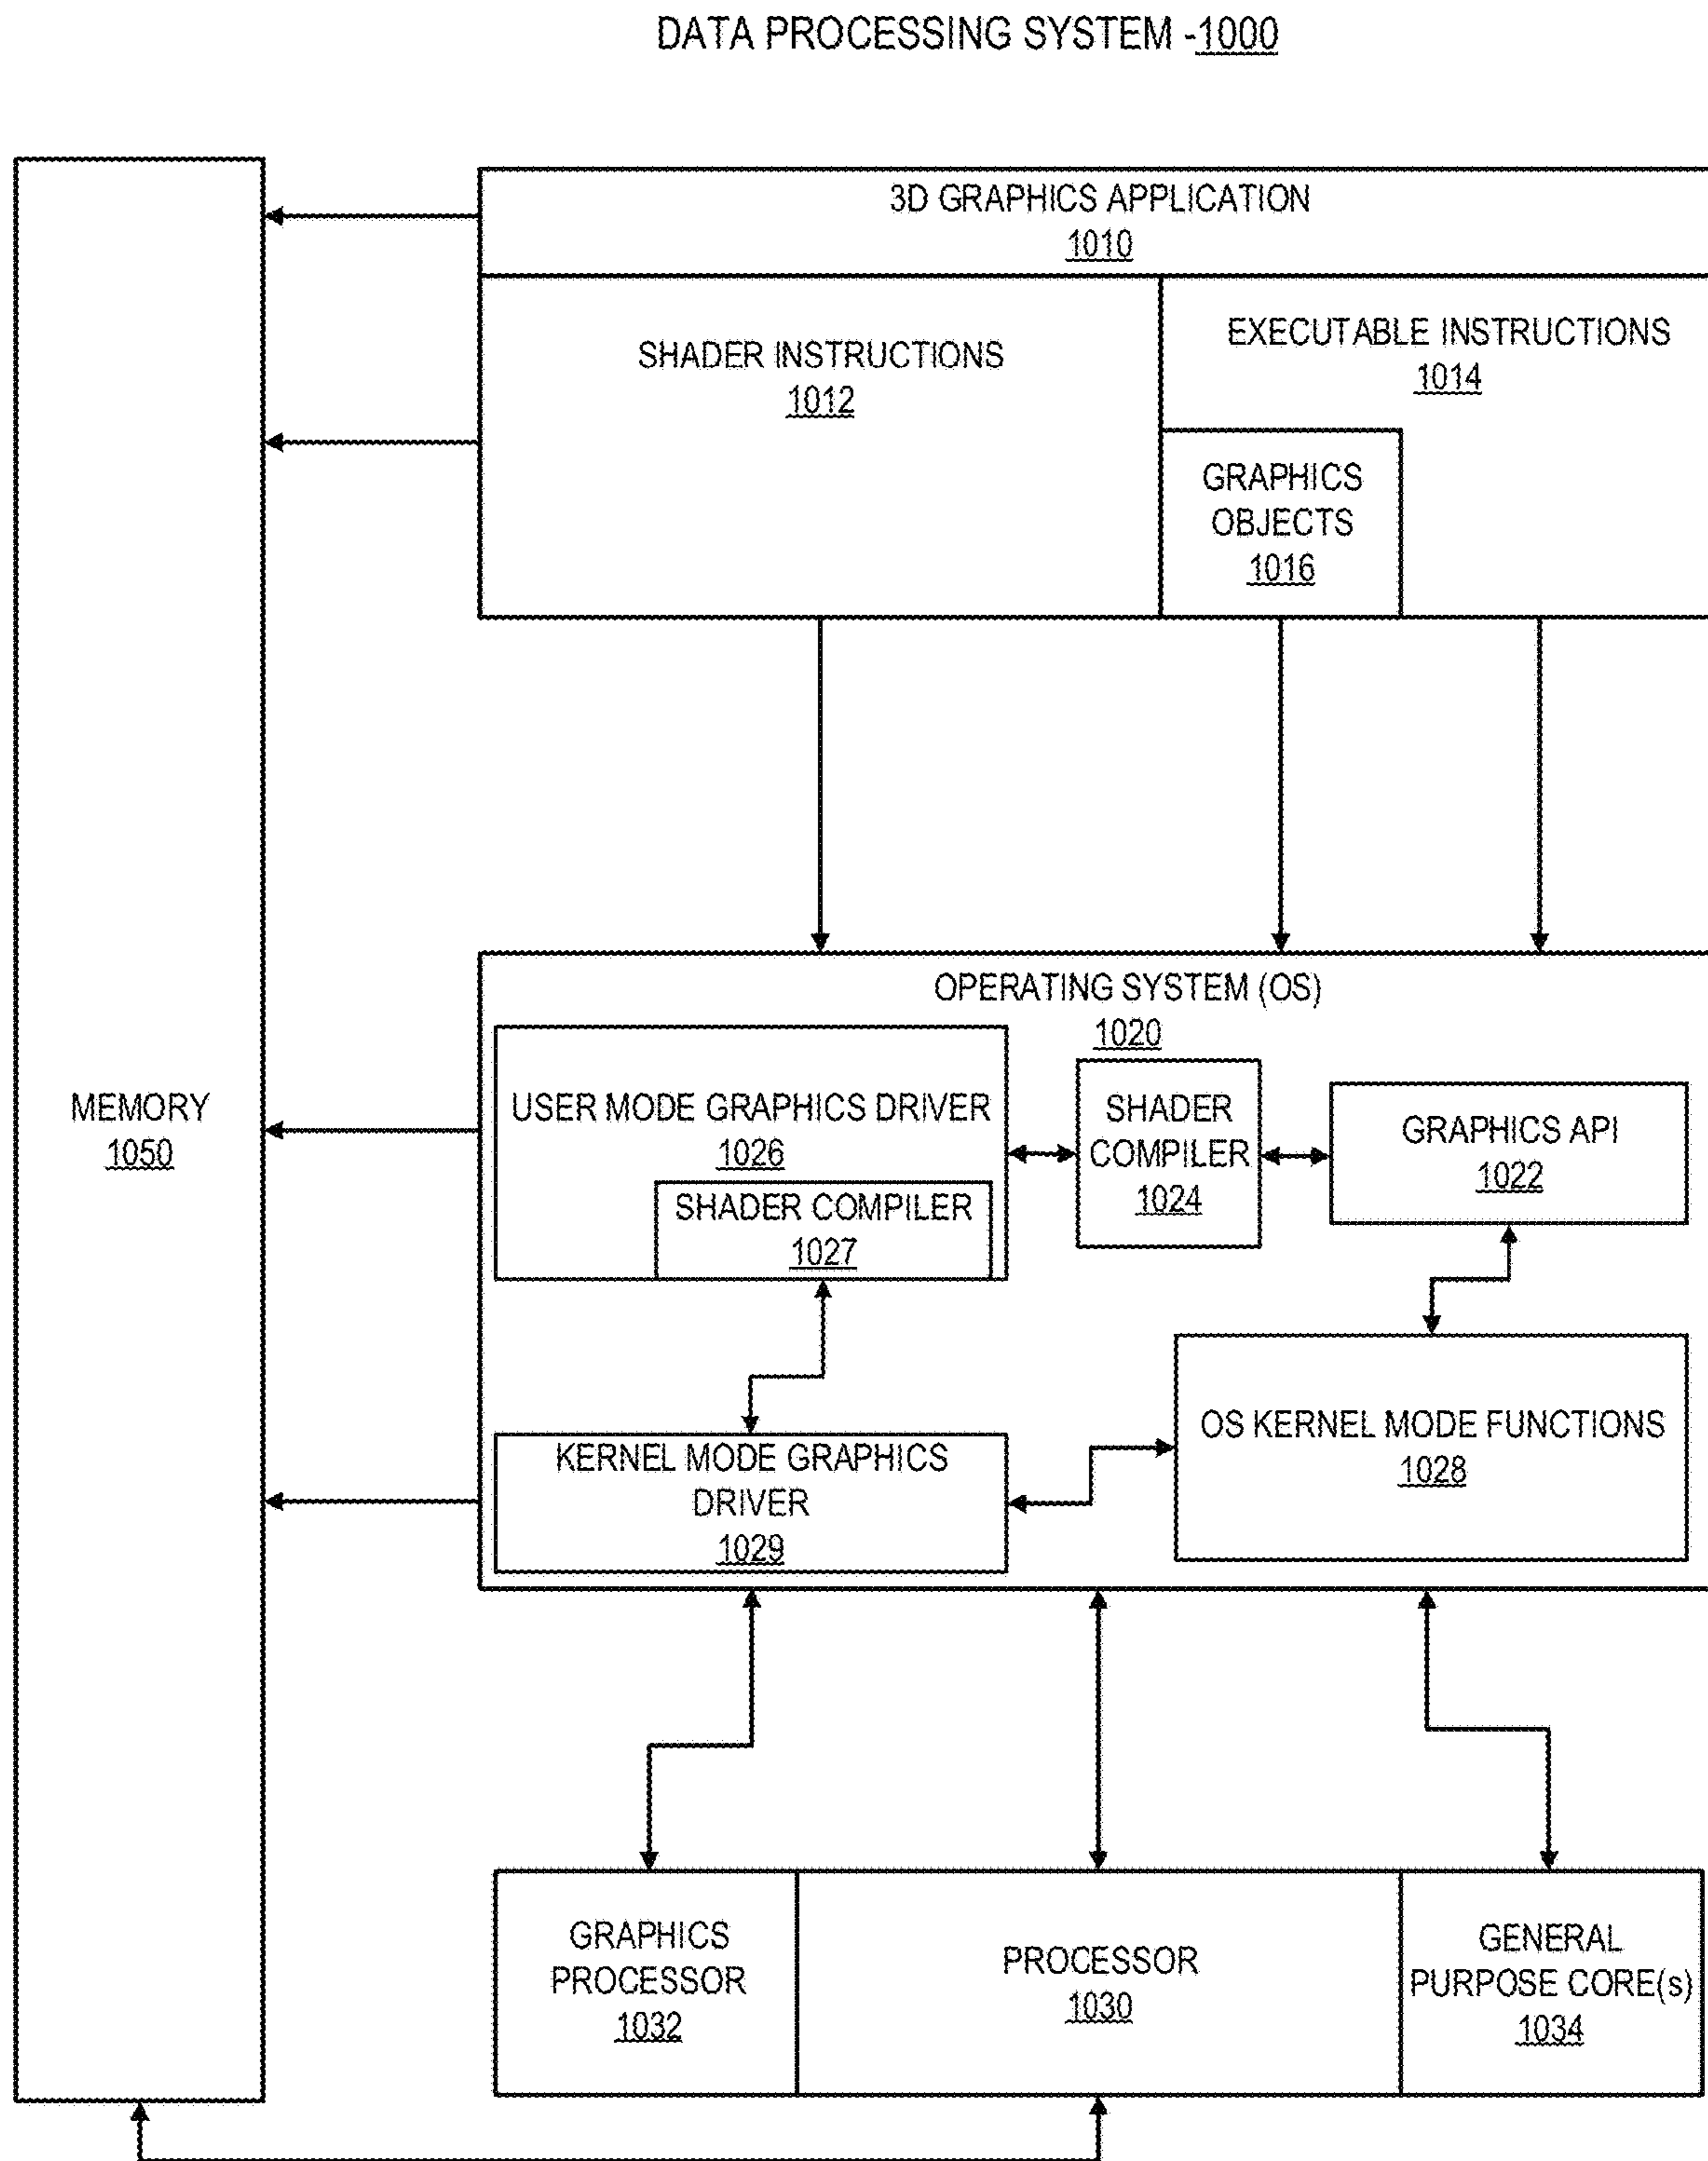 DATA PROCESSING SYSTEM -1000
3D GRAPHICS APPLICATION
1010
SHADER INSTRUCTIONS
1012
EXECUTABLE INSTRUCTIONS
1014
GRAPHICS
OBJECTS
1016
MEMORY
1050
OPERATING SYSTEM (OS)
1020
USER MODE GRAPHICS DRIVER
1026
SHADER COMPILER
1027
SHADER
COMPILER
1024
GRAPHICS API
1022
KERNEL MODE GRAPHICS
DRIVER
1029
OS KERNEL MODE FUNCTIONS
1028
GRAPHICS
PROCESSOR
1032
PROCESSOR
1030
GENERAL
PURPOSE CORE(s)
1034